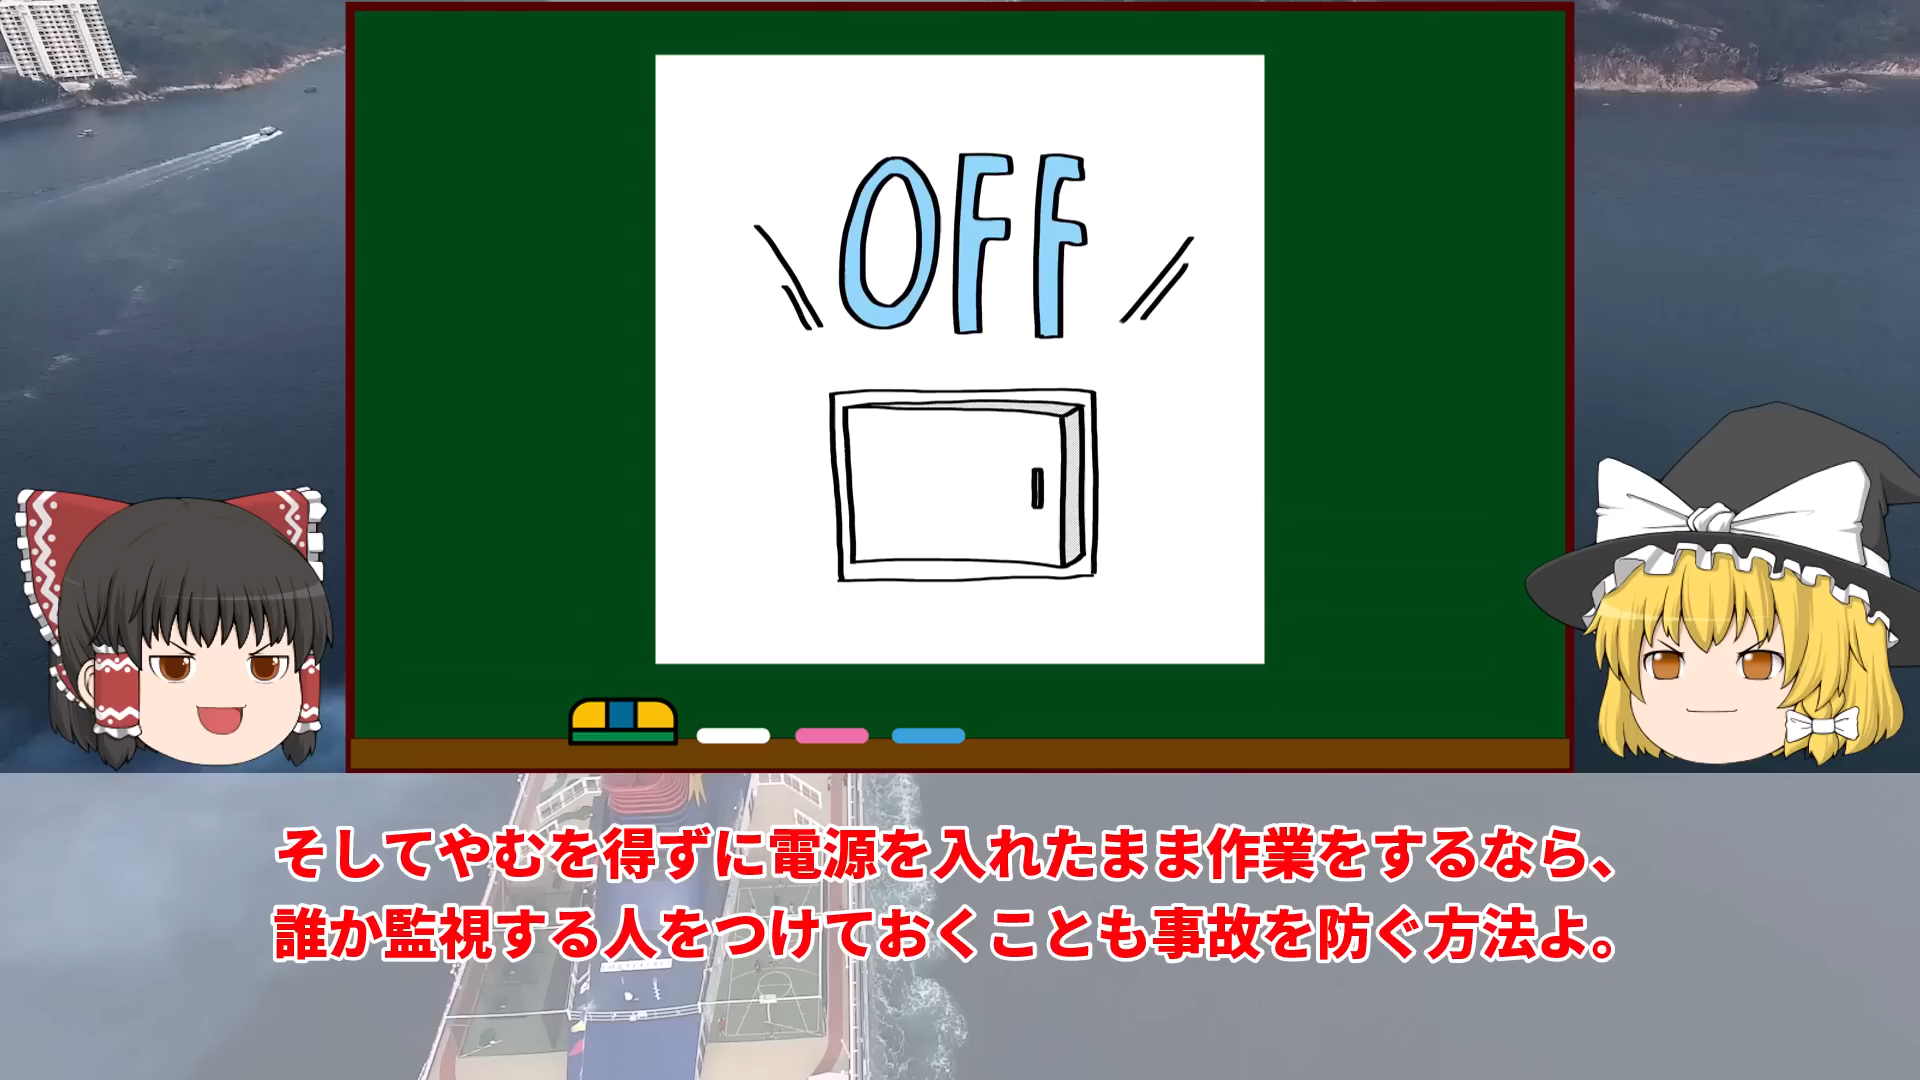 OFF
そしてやむを得ずに電源を入れたまま作業をするなら、
誰か監視する人をつけておくことも事故を防ぐ方法よ。